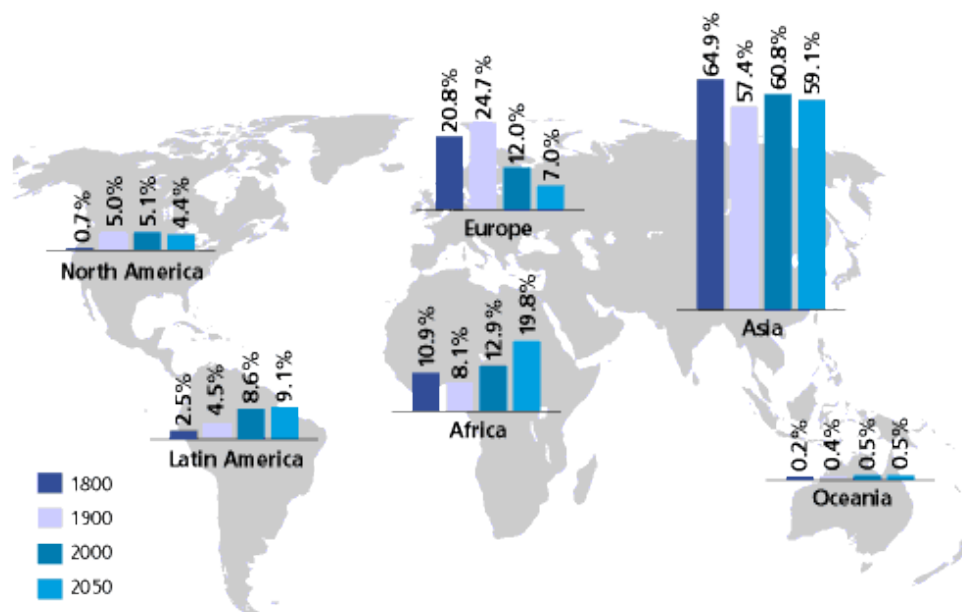 0.7% 5.0% 5.1% 4.4%
North America
20.8% 24.7% 12.0% 7.0%
Europe
64.9% 57.4% 60.8% 59.1%
Asia
2.5% 4.5% 8.6% 9.1%
Latin America
10.9% 8.1% 12.9% 19.8%
Africa
0.2% 0.4% 0.5% 0.5%
Oceania
1800
1900
2000
2050